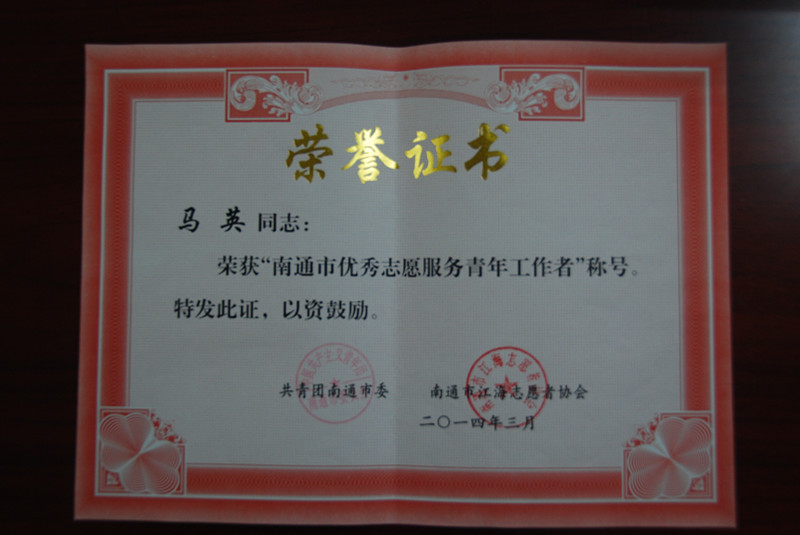 荣誉证书
马英同志：
荣获“南通市优秀志愿服务青年工作者”称号。
特发此证，以资鼓励。
共青团南通市委 南通市江海志愿者协会
二〇一四年三月